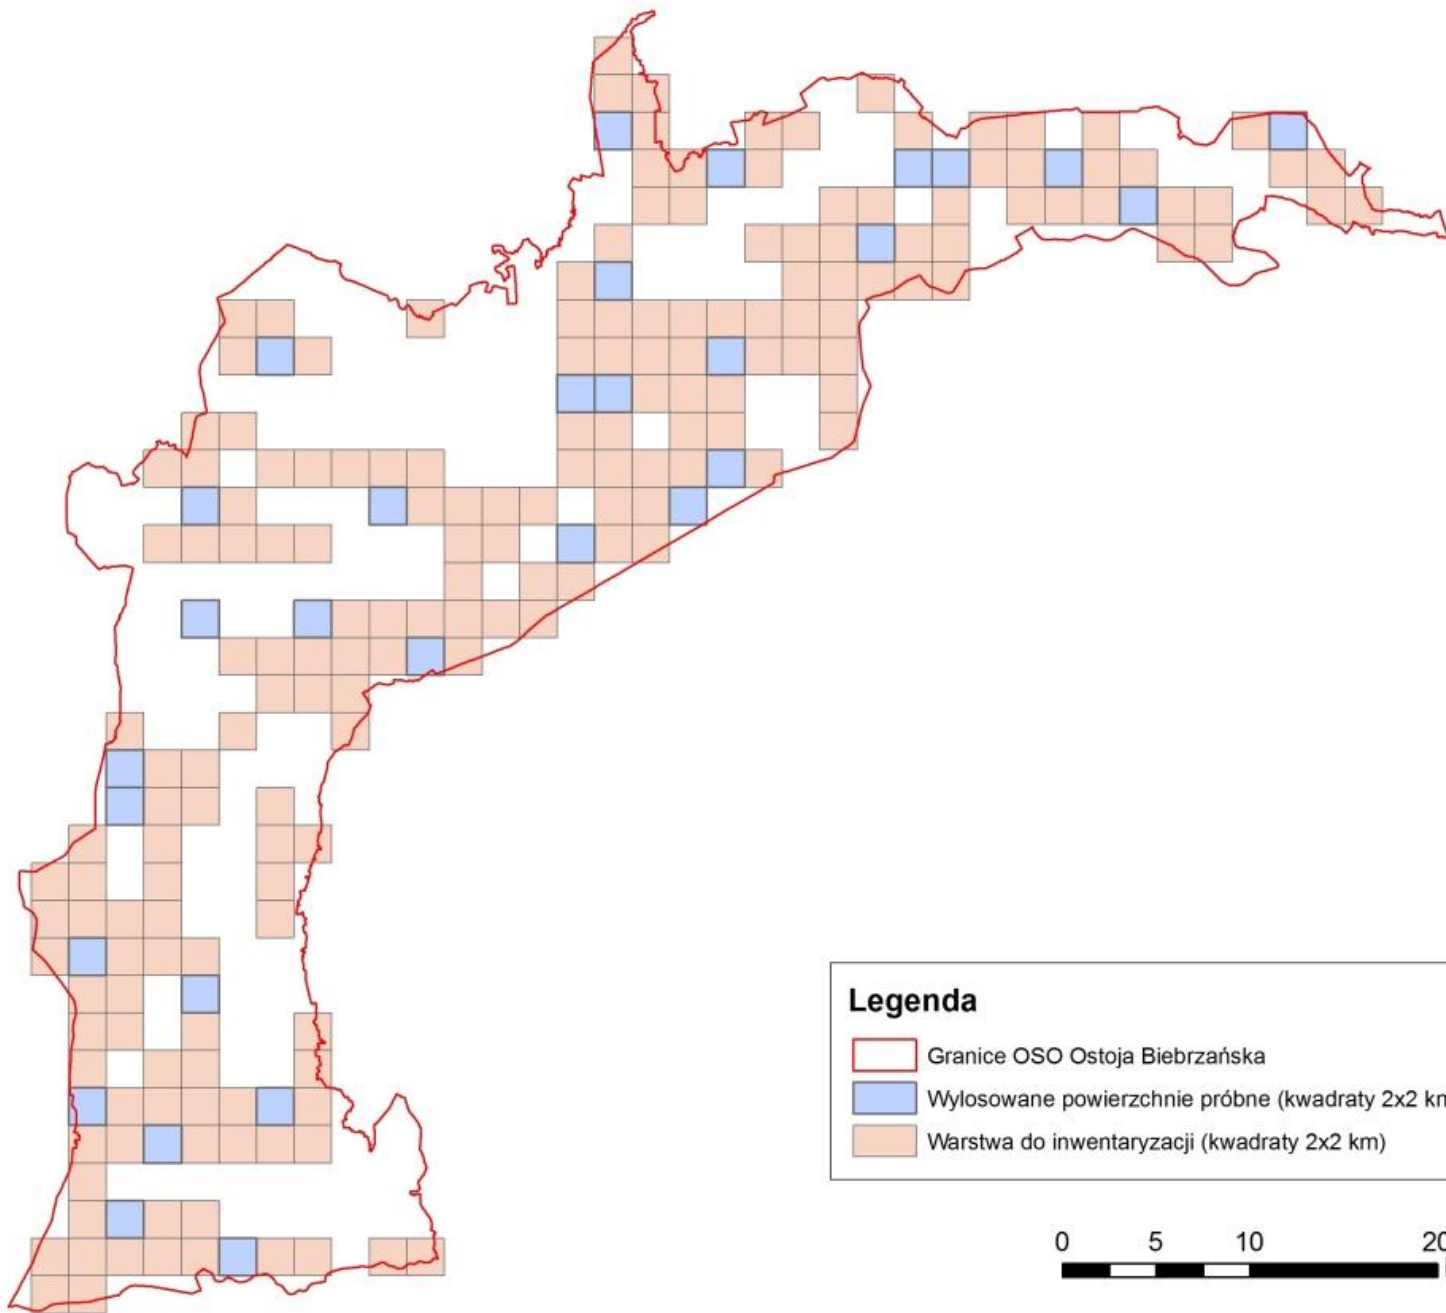 Legenda
Granice OSO Ostoja Biebrzańska
Wylosowane powierzchnie próbne (kwadraty 2x2 km
Warstwa do inwentaryzacji (kwadraty 2x2 km)
0 5 10 20